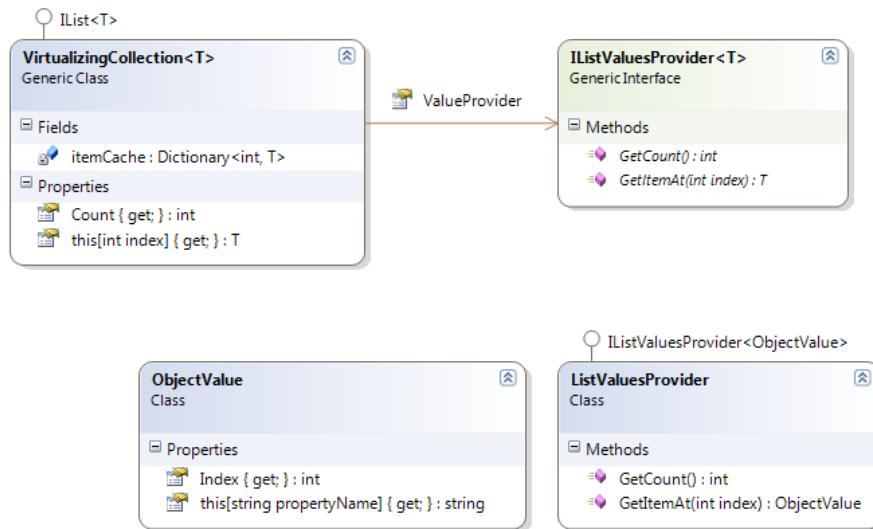 IList<T>
VirtualizingCollection<T>
Generic Class
Fields
itemCache : Dictionary<int, T>
Properties
Count { get; } : int
this[int index] { get; } : T
ValueProvider
IListValuesProvider<T>
Generic Interface
Methods
GetCount() : int
GetItemAt(int index) : T
ObjectValue
Class
Properties
Index { get; } : int
this[string propertyName] { get; } : string
IListValuesProvider<ObjectValue>
ListValuesProvider
Class
Methods
GetCount() : int
GetItemAt(int index) : ObjectValue